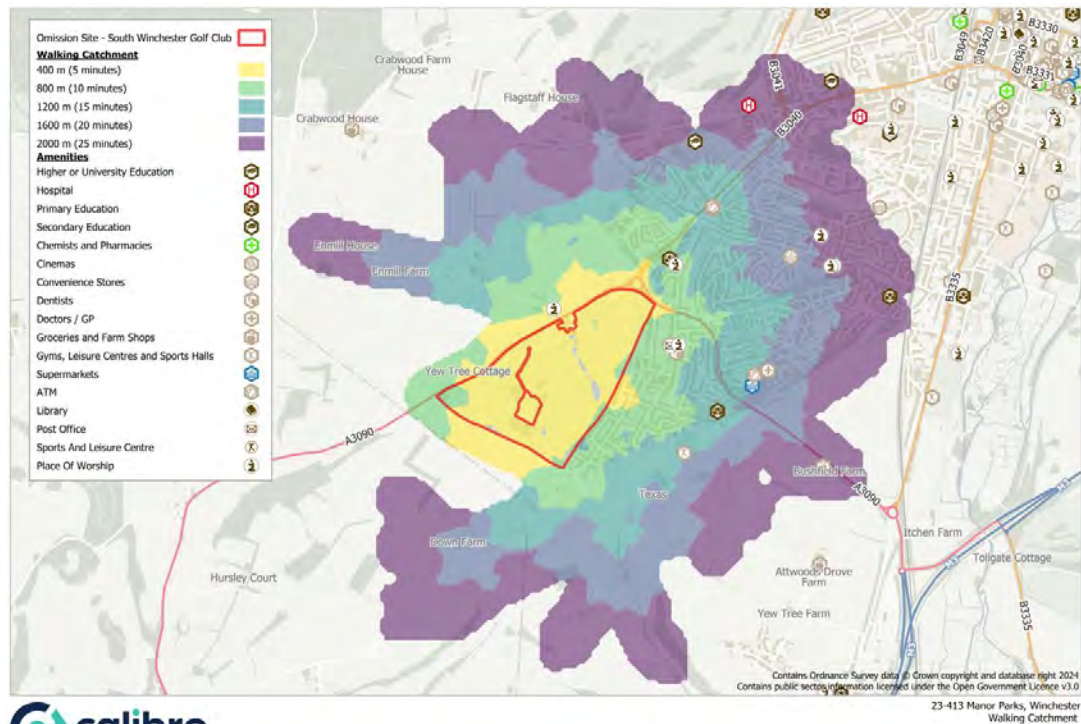 Omission Site - South Winchester Golf Club
Walking Catchment
400 m (5 minutes)
800 m (10 minutes)
1200 m (15 minutes)
1600 m (20 minutes)
2000 m (25 minutes)
Amenities
Higher or University Education
Hospital
Primary Education
Secondary Education
Chemists and Pharmacies
Cinemas
Convenience Stores
Dentists
Doctors / GP
Groceries and Farm Shops
Gyms, Leisure Centres and Sports Halls
Supermarkets
ATM
Library
Post Office
Sports And Leisure Centre
Place Of Worship
Crabwood Farm House
Flagstaff House
Crabwood House
B3041
B3040
B3049
B3420
B3330
B3040
B3331
Enmill House
Enmill Farm
Yew Tree Cottage
A3090
B3335
Texas
Bushfield Farm
A3090
Down Farm
Hursley Court
Itchen Farm
Tollgate Cottage
M3
Attwoods Drove Farm
Yew Tree Farm
B3335
Contains Ordnance Survey data © Crown copyright and database right 2024
Contains public sector information licensed under the Open Government Licence v3.0
23-413 Manor Parks, Winchester
Walking Catchment
calibro